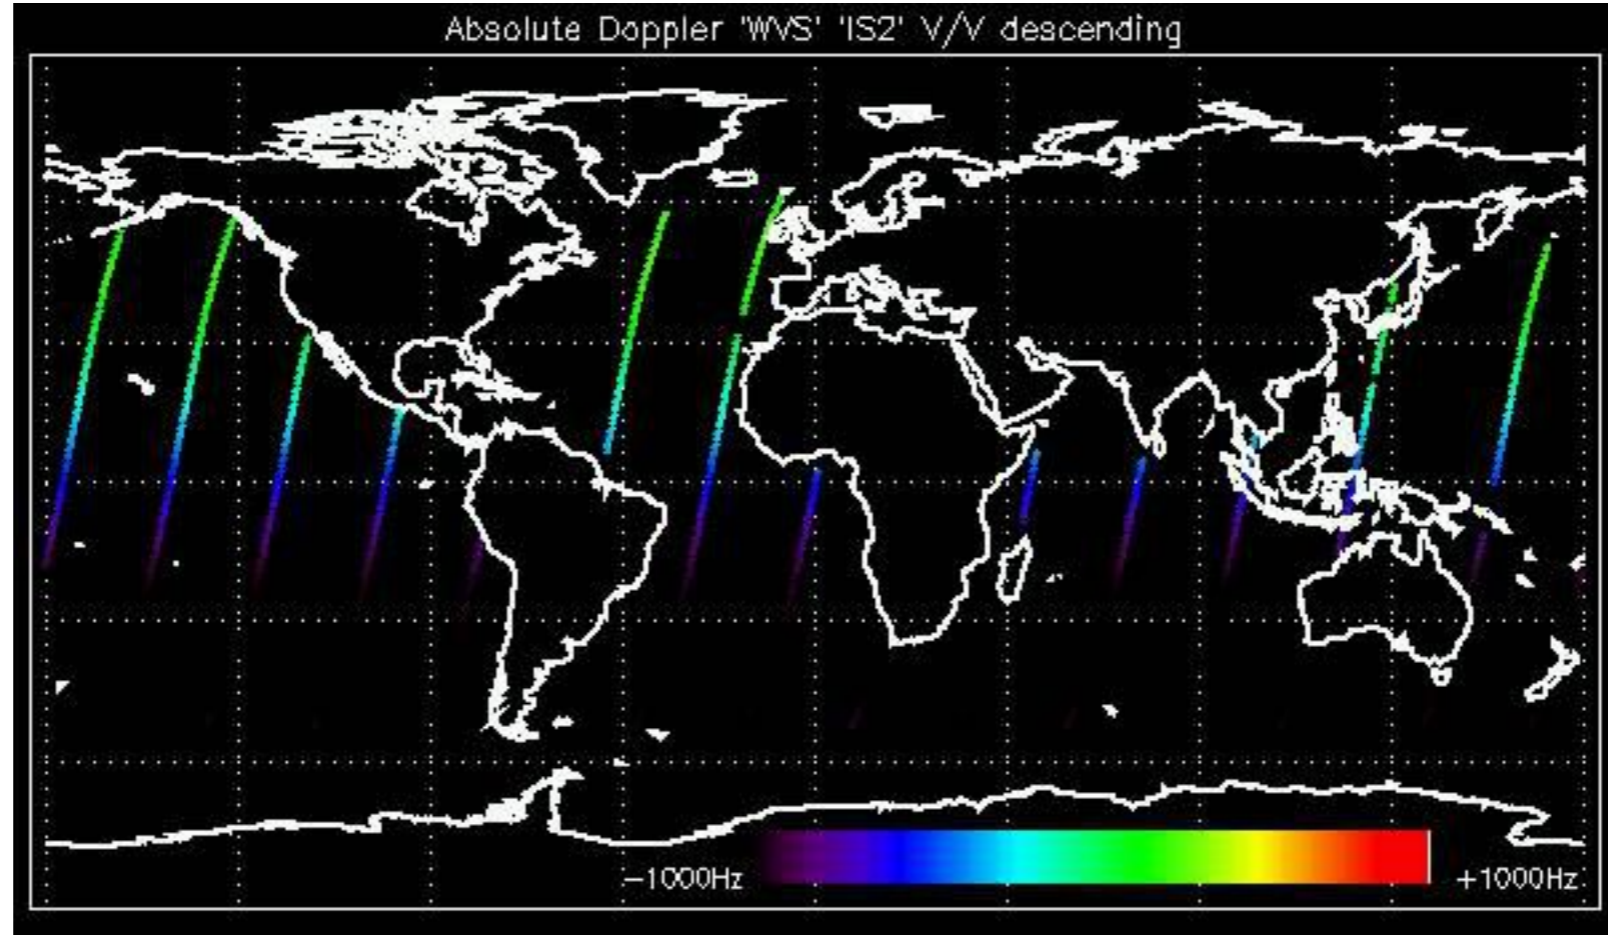 Absolute Doppler 'WVS' 'IS2' V/V descending
−1000Hz +1000Hz